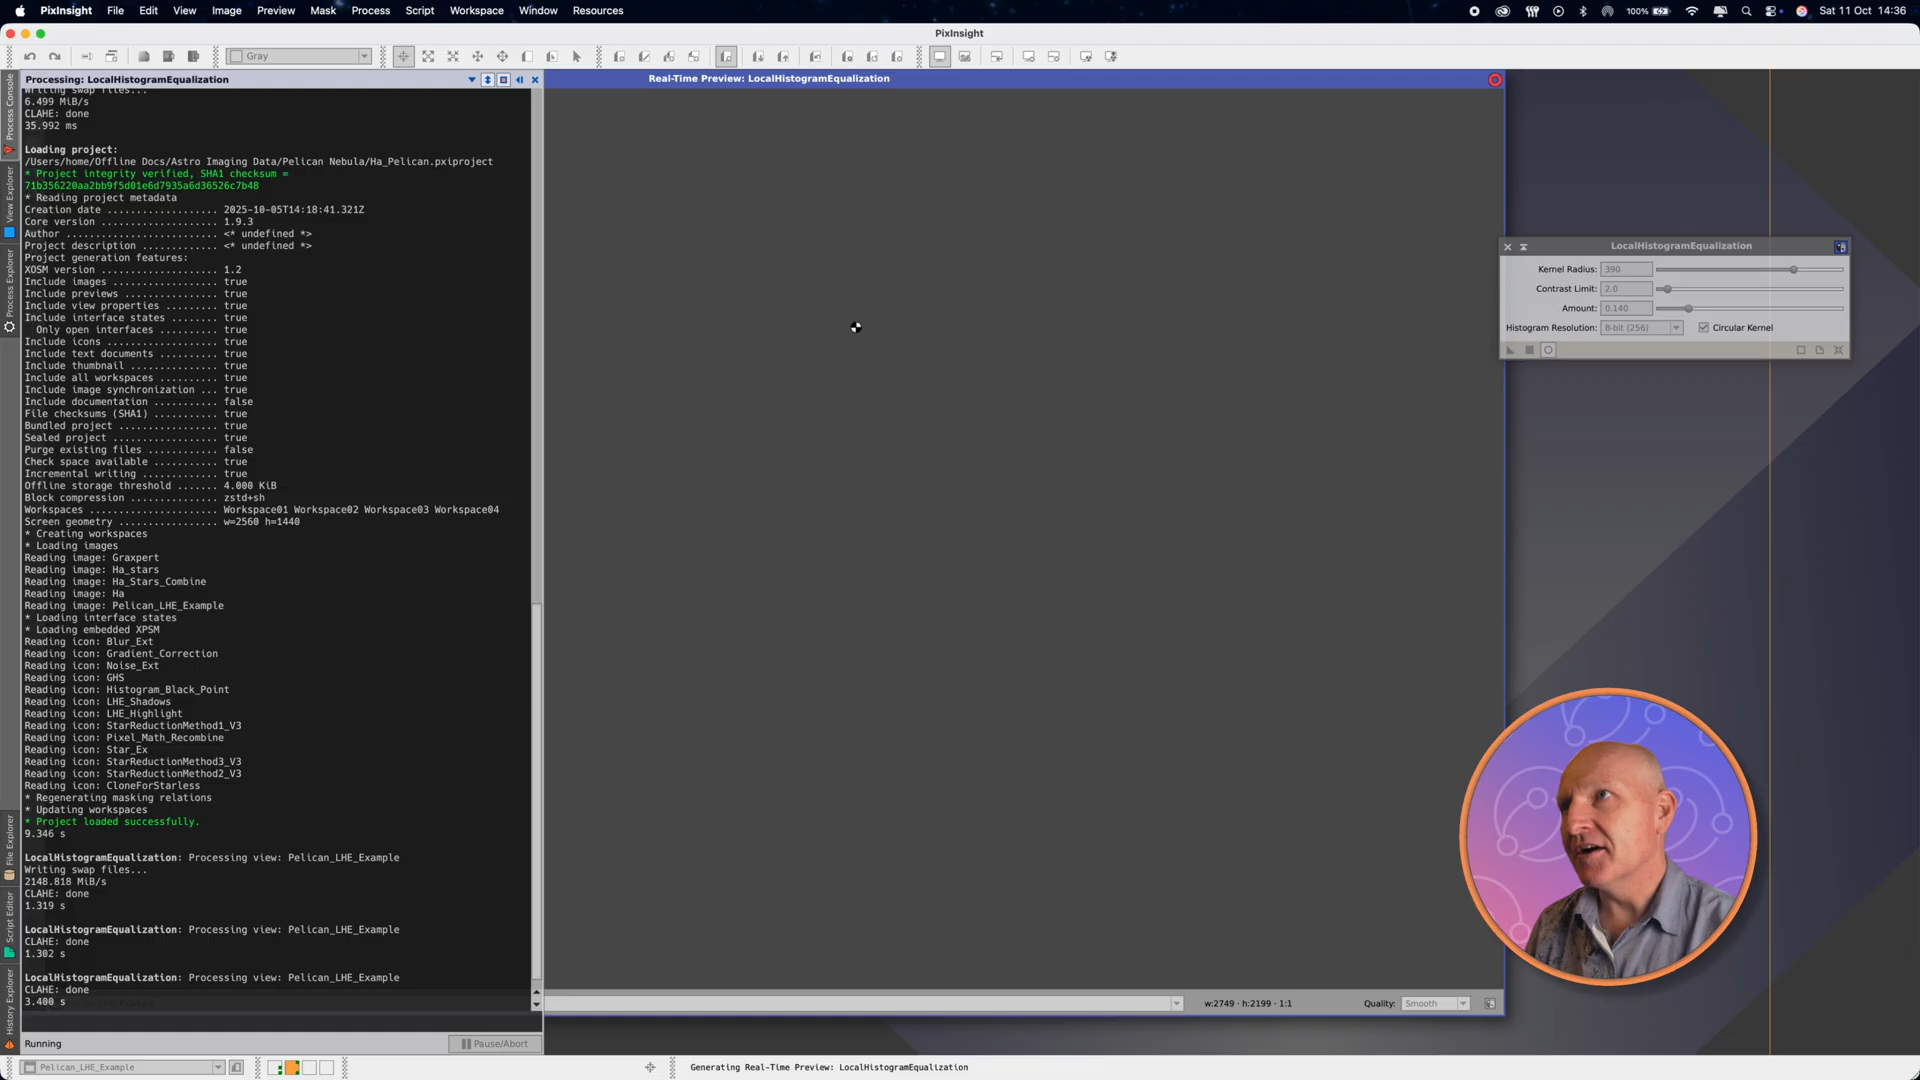 PixInsight File Edit View Image Preview Mask Process Script Workspace Window Resources 100% Sat 11 Oct 14:36
PixInsight
Gray
Processing: LocalHistogramEqualization
Real-Time Preview: LocalHistogramEqualization
Process Console
View Explorer
Process Explorer
File Explorer
Script Editor
History Explorer
Writing swap files...
6.499 MiB/s
CLAHE: done
35.992 ms
Loading project:
/Users/home/Offline Docs/Astro Imaging Data/Pelican Nebula/Ha_Pelican.pxiproject
* Project integrity verified, SHA1 checksum =
71b356220aa2bb9f5d01e6d7935a6d36526c7b48
* Reading project metadata
Creation date ................... 2025-10-05T14:18:41.321Z
Core version .................... 1.9.3
Author .......................... <* undefined *>
Project description ............. <* undefined *>
Project generation features:
XOSM version .................... 1.2
Include images .................. true
Include previews ................ true
Include view properties ......... true
Include interface states ........ true
Only open interfaces .......... true
Include icons ................... true
Include text documents .......... true
Include thumbnail ............... true
Include all workspaces .......... true
Include image synchronization ... true
Include documentation ........... false
File checksums (SHA1) ........... true
Bundled project ................. true
Sealed project .................. true
Purge existing files ............ false
Check space available ........... true
Incremental writing ............. true
Offline storage threshold ....... 4.000 KiB
Block compression ............... zstd+sh
Workspaces ...................... Workspace01 Workspace02 Workspace03 Workspace04
Screen geometry ................. w=2560 h=1440
* Creating workspaces
* Loading images
Reading image: Graxpert
Reading image: Ha_stars
Reading image: Ha_Stars_Combine
Reading image: Ha
Reading image: Pelican_LHE_Example
* Loading interface states
* Loading embedded XPSM
Reading icon: Blur_Ext
Reading icon: Gradient_Correction
Reading icon: Noise_Ext
Reading icon: GHS
Reading icon: Histogram_Black_Point
Reading icon: LHE_Shadows
Reading icon: LHE_Highlight
Reading icon: StarReductionMethod1_V3
Reading icon: Pixel_Math_Recombine
Reading icon: Star_Ex
Reading icon: StarReductionMethod3_V3
Reading icon: StarReductionMethod2_V3
Reading icon: CloneForStarless
* Regenerating masking relations
* Updating workspaces
* Project loaded successfully.
9.346 s
LocalHistogramEqualization: Processing view: Pelican_LHE_Example
Writing swap files...
2148.818 MiB/s
CLAHE: done
1.319 s
LocalHistogramEqualization: Processing view: Pelican_LHE_Example
CLAHE: done
1.302 s
LocalHistogramEqualization: Processing view: Pelican_LHE_Example
CLAHE: done
3.400 s
LocalHistogramEqualization
Kernel Radius: 390
Contrast Limit: 2.0
Amount: 0.140
Histogram Resolution: 8-bit (256) Circular Kernel
w:2749 · h:2199 · 1:1 Quality: Smooth
Running Pause/Abort
Pelican_LHE_Example Generating Real-Time Preview: LocalHistogramEqualization